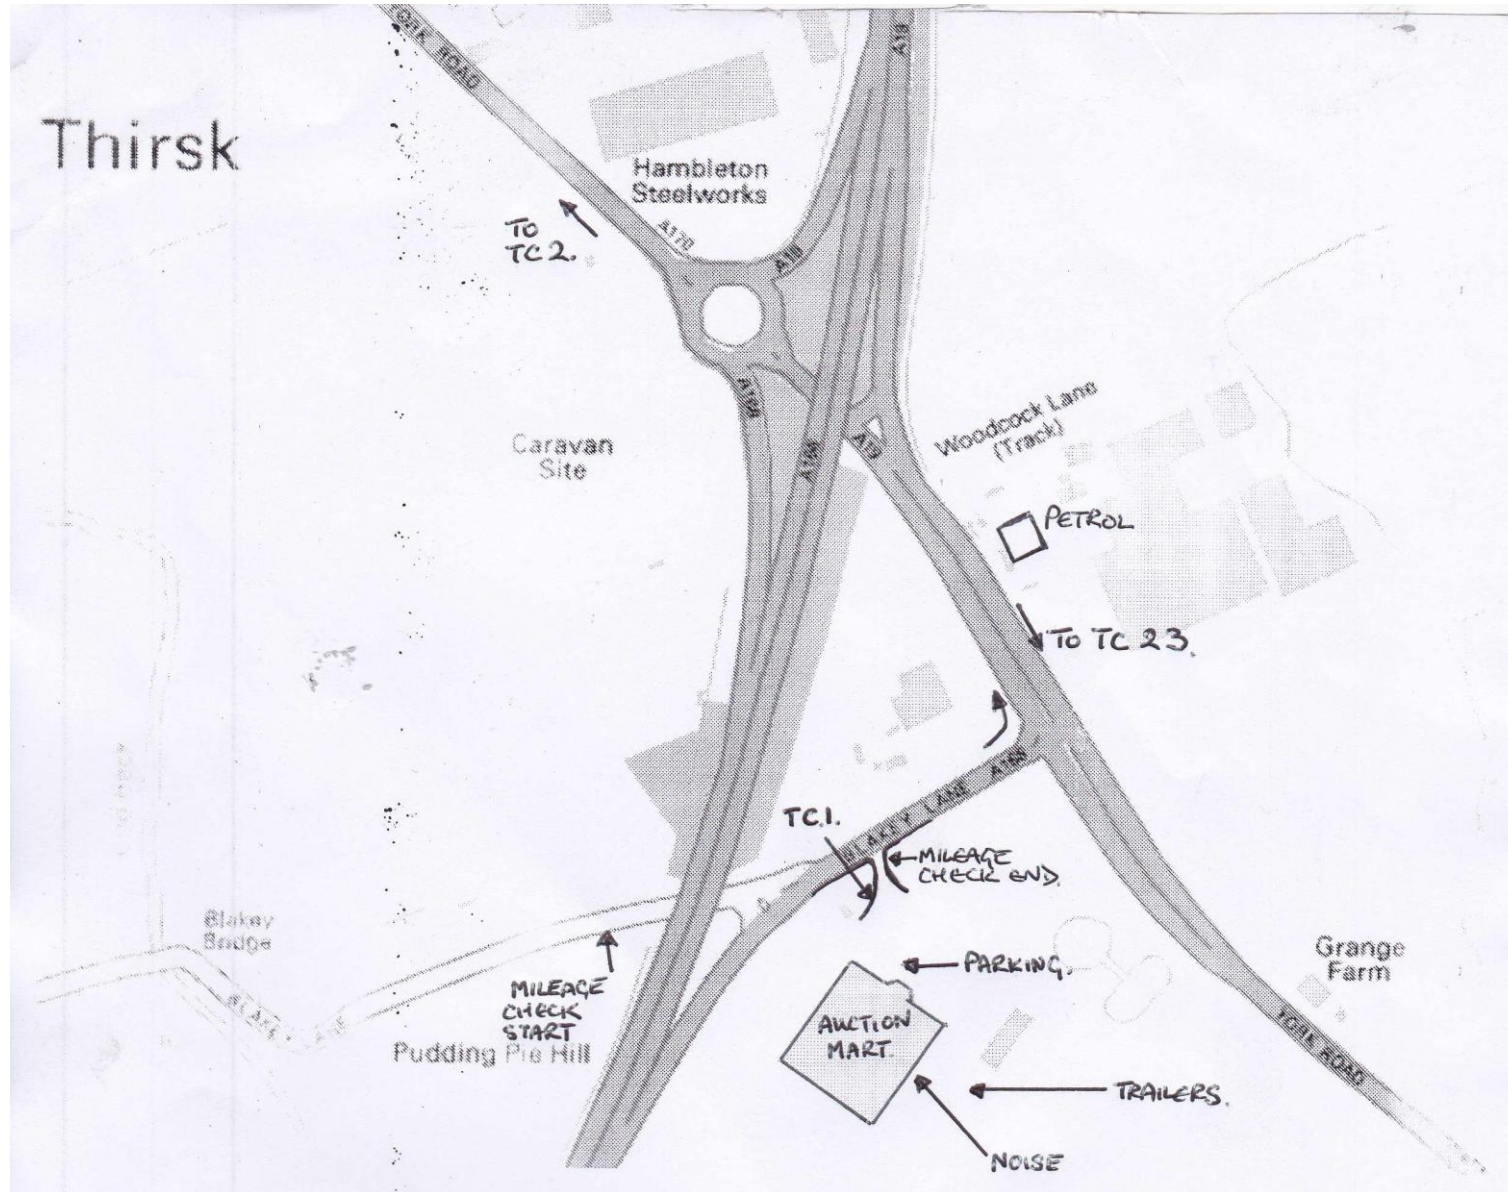 YORK ROAD
A19
Thirsk
Hambleton
Steelworks
TO
TC 2.
A170
A19
A168
Caravan
Site
A168
A19
Woodcock Lane
(Track)
PETROL
TO TC 23.
A168
BLAKEY LANE
TC.1.
MILEAGE
CHECK END.
Blakey
Bridge
MILEAGE
CHECK
START
Pudding Pie Hill
PARKING.
AUCTION
MART.
Grange
Farm
YORK ROAD
TRAILERS.
NOISE